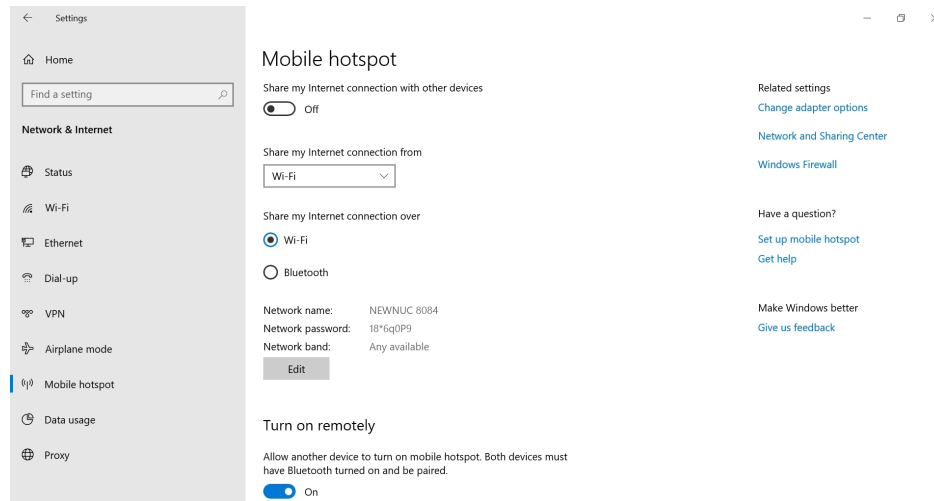 Settings
Home
Find a setting
Network & Internet
Status
Wi-Fi
Ethernet
Dial-up
VPN
Airplane mode
Mobile hotspot
Data usage
Proxy
Mobile hotspot
Share my Internet connection with other devices
Off
Share my Internet connection from
Wi-Fi
Share my Internet connection over
Wi-Fi
Bluetooth
Network name: NEWNUC 8084
Network password: 18*6q0P9
Network band: Any available
Edit
Turn on remotely
Allow another device to turn on mobile hotspot. Both devices must
have Bluetooth turned on and be paired.
On
Related settings
Change adapter options
Network and Sharing Center
Windows Firewall
Have a question?
Set up mobile hotspot
Get help
Make Windows better
Give us feedback